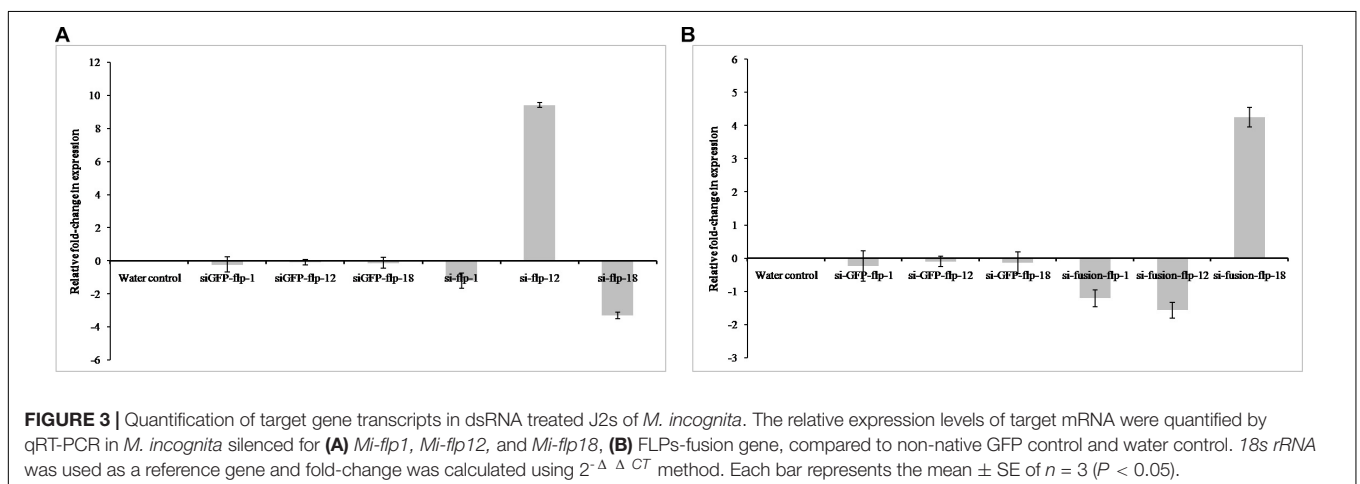 A
B
Relative fold-change in expression
12
10
8
6
4
2
0
-2
-4
-6
Water control siGFP-flp-1 siGFP-flp-12 siGFP-flp-18 si-flp-1 si-flp-12 si-flp-18
Relative fold-change in expression
6
5
4
3
2
1
0
-1
-2
-3
Water control si-GFP-flp-1 si-GFP-flp-12 si-GFP-flp-18 si-fusion-flp-1 si-fusion-flp-12 si-fusion-flp-18
FIGURE 3 | Quantification of target gene transcripts in dsRNA treated J2s of M. incognita. The relative expression levels of target mRNA were quantified by
qRT-PCR in M. incognita silenced for (A) Mi-flp1, Mi-flp12, and Mi-flp18, (B) FLPs-fusion gene, compared to non-native GFP control and water control. 18s rRNA
was used as a reference gene and fold-change was calculated using 2-Δ Δ CT method. Each bar represents the mean ± SE of n = 3 (P < 0.05).